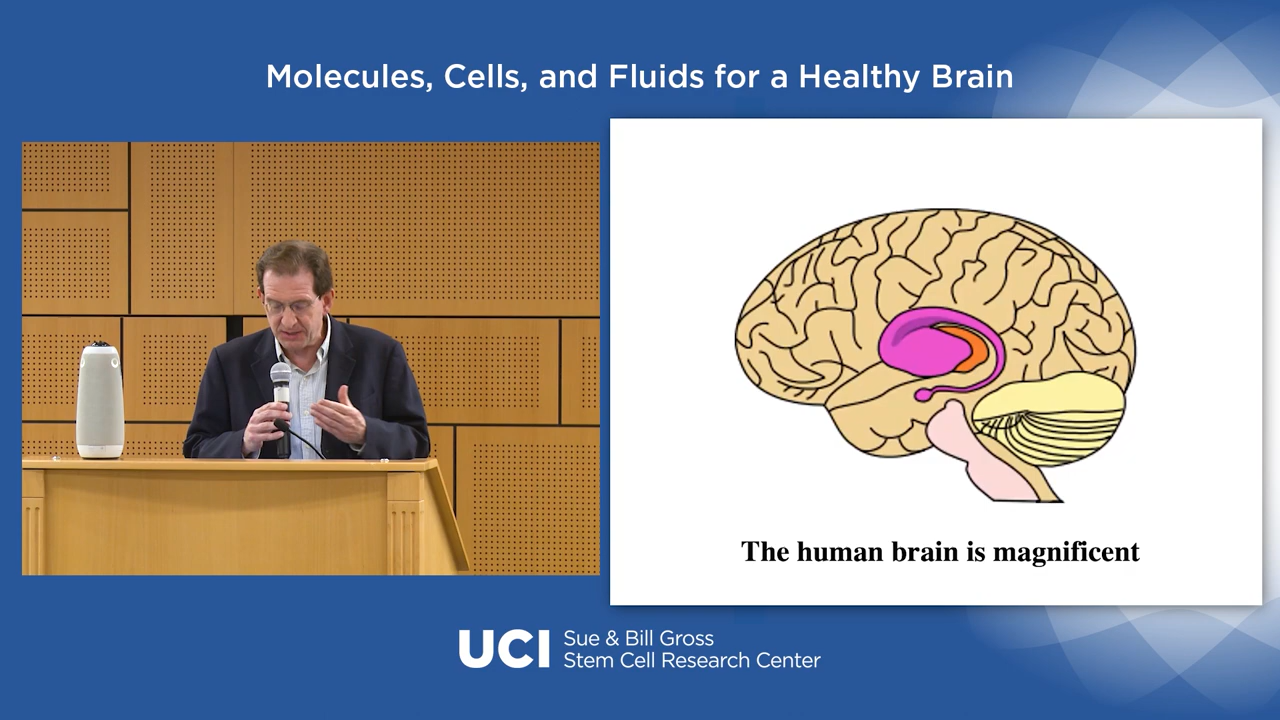 Molecules, Cells, and Fluids for a Healthy Brain
The human brain is magnificent
UCI
Sue & Bill Gross
Stem Cell Research Center